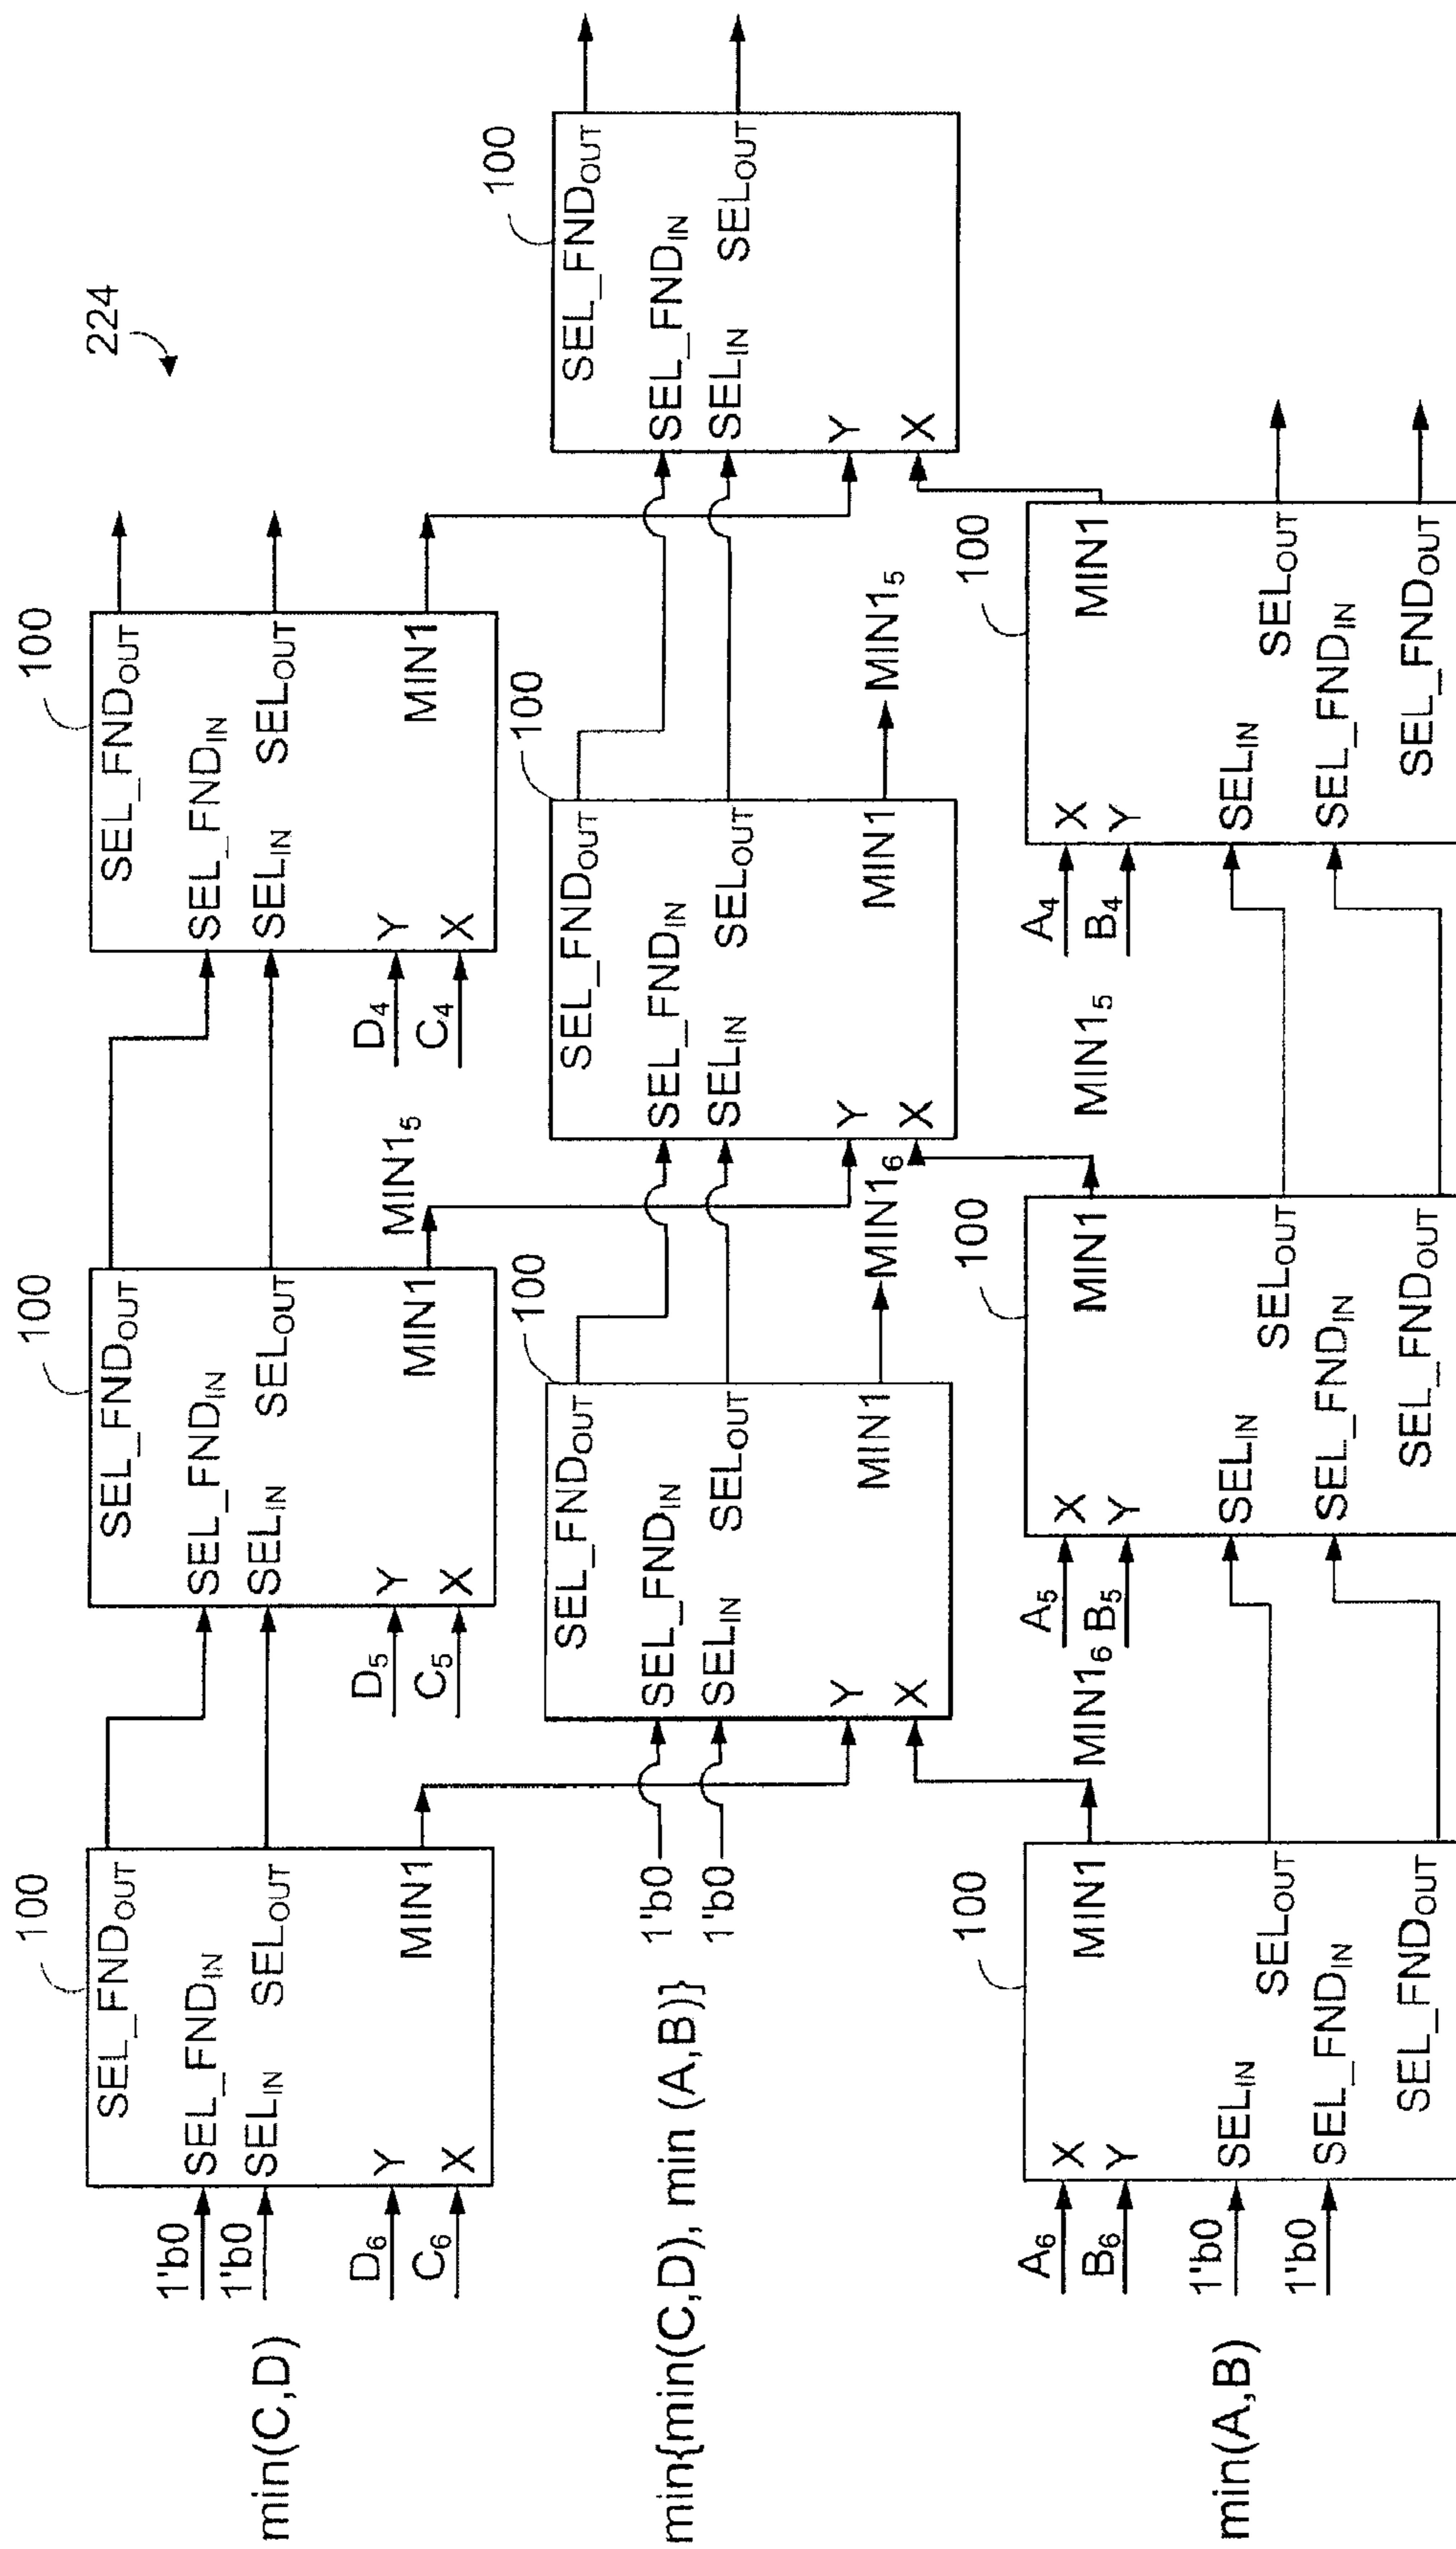 224
min(C,D)
1'b0
1'b0
D6
C6
100
SEL_FNDOUT
SEL_FNDIN
SELIN SELOUT
Y
X
MIN1
D5
C5
100
SEL_FNDOUT
SEL_FNDIN
SELIN SELOUT
Y
X
MIN1
MIN15
D4
C4
100
SEL_FNDOUT
SEL_FNDIN
SELIN SELOUT
Y
X
MIN1
min{min(C,D), min (A,B)}
1'b0
1'b0
100
SEL_FNDOUT
SEL_FNDIN
SELIN SELOUT
Y
X
MIN1
MIN16
100
SEL_FNDOUT
SEL_FNDIN
SELIN SELOUT
Y
X
MIN1
MIN15
100
SEL_FNDOUT
SEL_FNDIN
SELIN SELOUT
Y
X
min(A,B)
A6
B6
1'b0
1'b0
100
X
Y
MIN1
SELIN SELOUT
SEL_FNDIN
SEL_FNDOUT
MIN16
A5
B5
100
X
Y
MIN1
SELIN SELOUT
SEL_FNDIN
SEL_FNDOUT
MIN15
A4
B4
100
X
Y
MIN1
SELIN SELOUT
SEL_FNDIN
SEL_FNDOUT